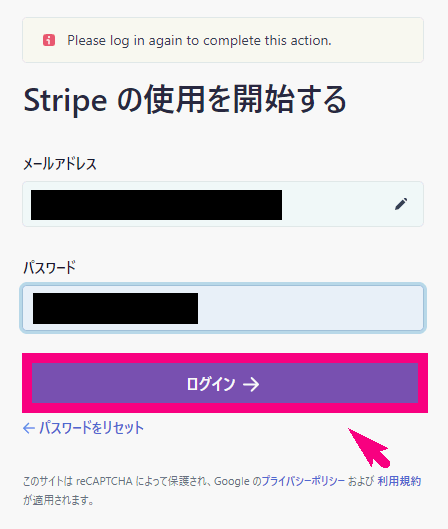 Please log in again to complete this action.
Stripe の使用を開始する
メールアドレス
パスワード
ログイン →
← パスワードをリセット
このサイトは reCAPTCHA によって保護され、Google のプライバシーポリシー および 利用規約
が適用されます。